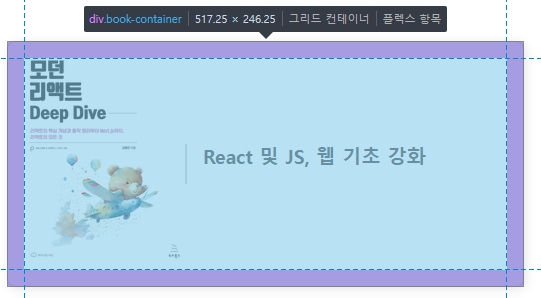 div.book-container 517.25 × 246.25 그리드 컨테이너 플렉스 항목
모던
리액트
Deep Dive
React 및 JS, 웹 기초 강화